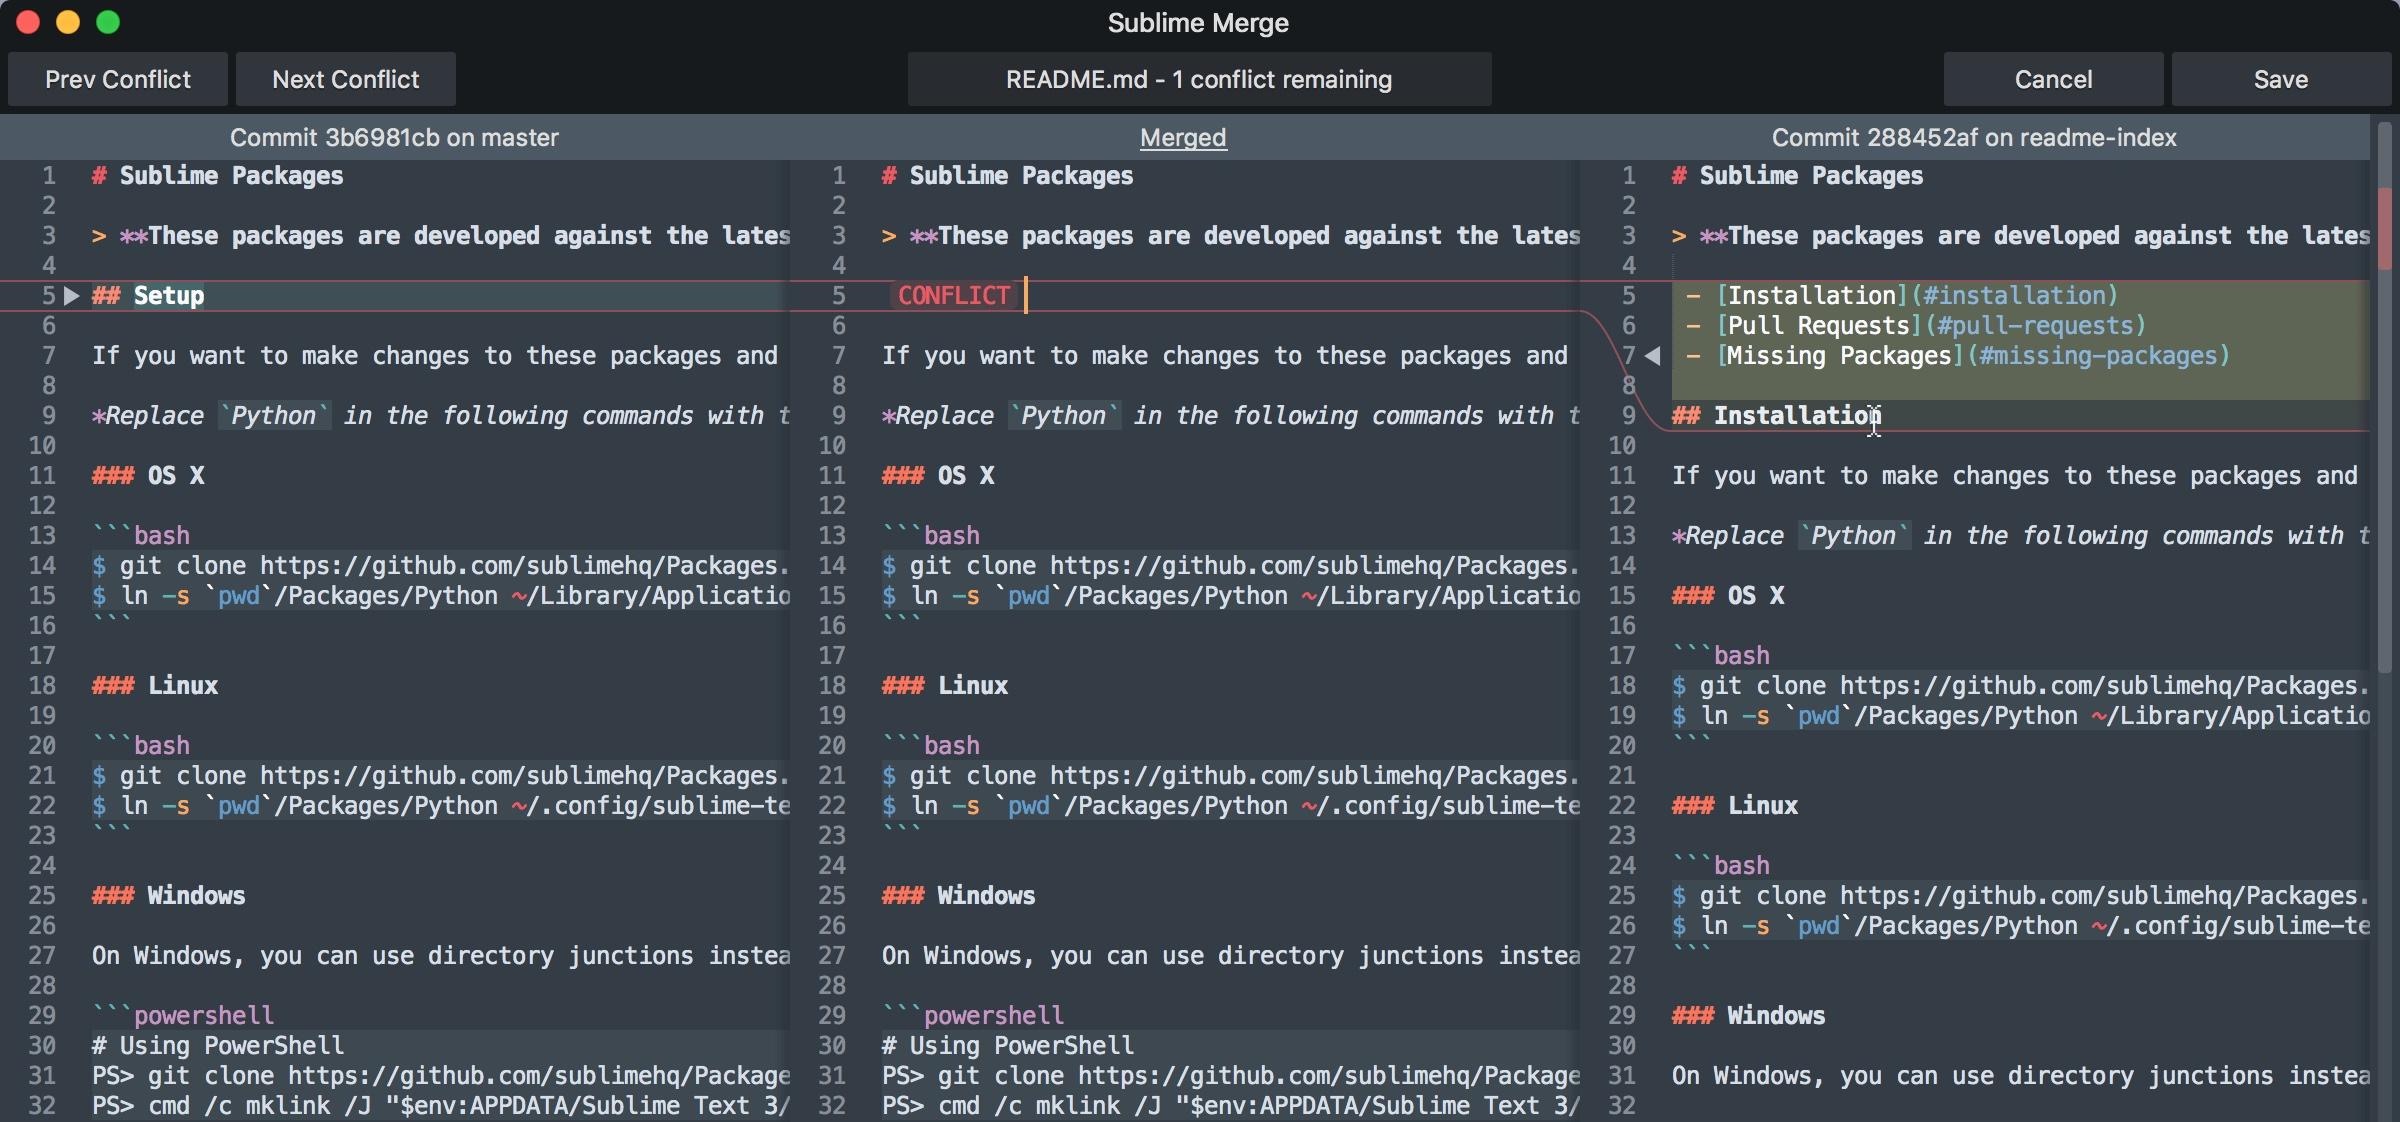 Sublime Merge
Prev Conflict
Next Conflict
README.md - 1 conflict remaining
Cancel
Save
Commit 3b6981cb on master
1 # Sublime Packages
2
3 > **These packages are developed against the lates
4
5 ## Setup
6
7 If you want to make changes to these packages and
8
9 *Replace `Python` in the following commands with t
10
11 ### OS X
12
13 ```bash
14 $ git clone https://github.com/sublimehq/Packages.
15 $ ln -s `pwd`/Packages/Python ~/Library/Applicatio
16 ```
17
18 ### Linux
19
20 ```bash
21 $ git clone https://github.com/sublimehq/Packages.
22 $ ln -s `pwd`/Packages/Python ~/.config/sublime-te
23 ```
24
25 ### Windows
26
27 On Windows, you can use directory junctions instea
28
29 ```powershell
30 # Using PowerShell
31 PS> git clone https://github.com/sublimehq/Package
32 PS> cmd /c mklink /J "$env:APPDATA/Sublime Text 3/
Merged
1 # Sublime Packages
2
3 > **These packages are developed against the lates
4
5 CONFLICT
6
7 If you want to make changes to these packages and
8
9 *Replace `Python` in the following commands with t
10
11 ### OS X
12
13 ```bash
14 $ git clone https://github.com/sublimehq/Packages.
15 $ ln -s `pwd`/Packages/Python ~/Library/Applicatio
16 ```
17
18 ### Linux
19
20 ```bash
21 $ git clone https://github.com/sublimehq/Packages.
22 $ ln -s `pwd`/Packages/Python ~/.config/sublime-te
23 ```
24
25 ### Windows
26
27 On Windows, you can use directory junctions instea
28
29 ```powershell
30 # Using PowerShell
31 PS> git clone https://github.com/sublimehq/Package
32 PS> cmd /c mklink /J "$env:APPDATA/Sublime Text 3/
Commit 288452af on readme-index
1 # Sublime Packages
2
3 > **These packages are developed against the lates
4
5 - [Installation](#installation)
6 - [Pull Requests](#pull-requests)
7 - [Missing Packages](#missing-packages)
8
9 ## Installation
10
11 If you want to make changes to these packages and
12
13 *Replace `Python` in the following commands with t
14
15 ### OS X
16
17 ```bash
18 $ git clone https://github.com/sublimehq/Packages.
19 $ ln -s `pwd`/Packages/Python ~/Library/Applicatio
20 ```
21
22 ### Linux
23
24 ```bash
25 $ git clone https://github.com/sublimehq/Packages.
26 $ ln -s `pwd`/Packages/Python ~/.config/sublime-te
27 ```
28
29 ### Windows
30
31 On Windows, you can use directory junctions instea
32